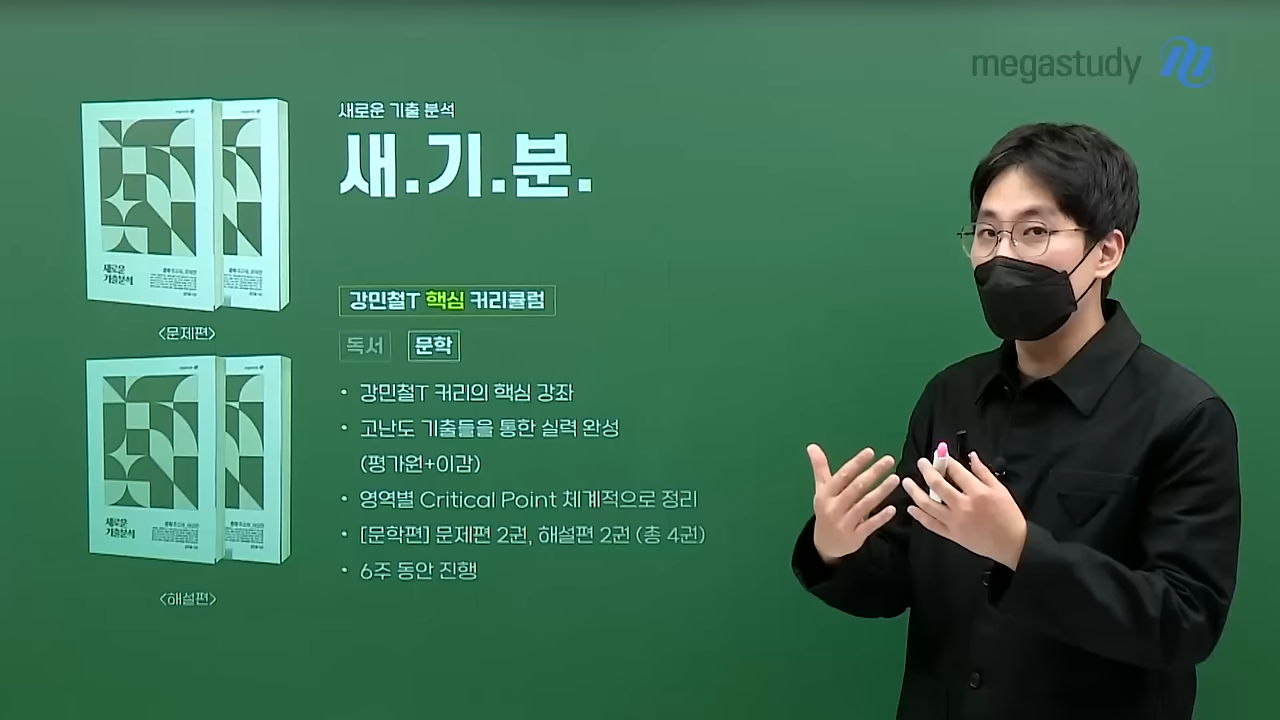 megastudy
새로운 기출 분석
새.기.분.
강민철T 핵심 커리큘럼
독서 문학
• 강민철T 커리의 핵심 강좌
• 고난도 기출들을 통한 실력 완성
(평가원+이감)
• 영역별 Critical Point 체계적으로 정리
• [문학편] 문제편 2권, 해설편 2권 (총 4권)
• 6주 동안 진행
새로운
기출분석
<문제편>
새로운
기출분석
<해설편>